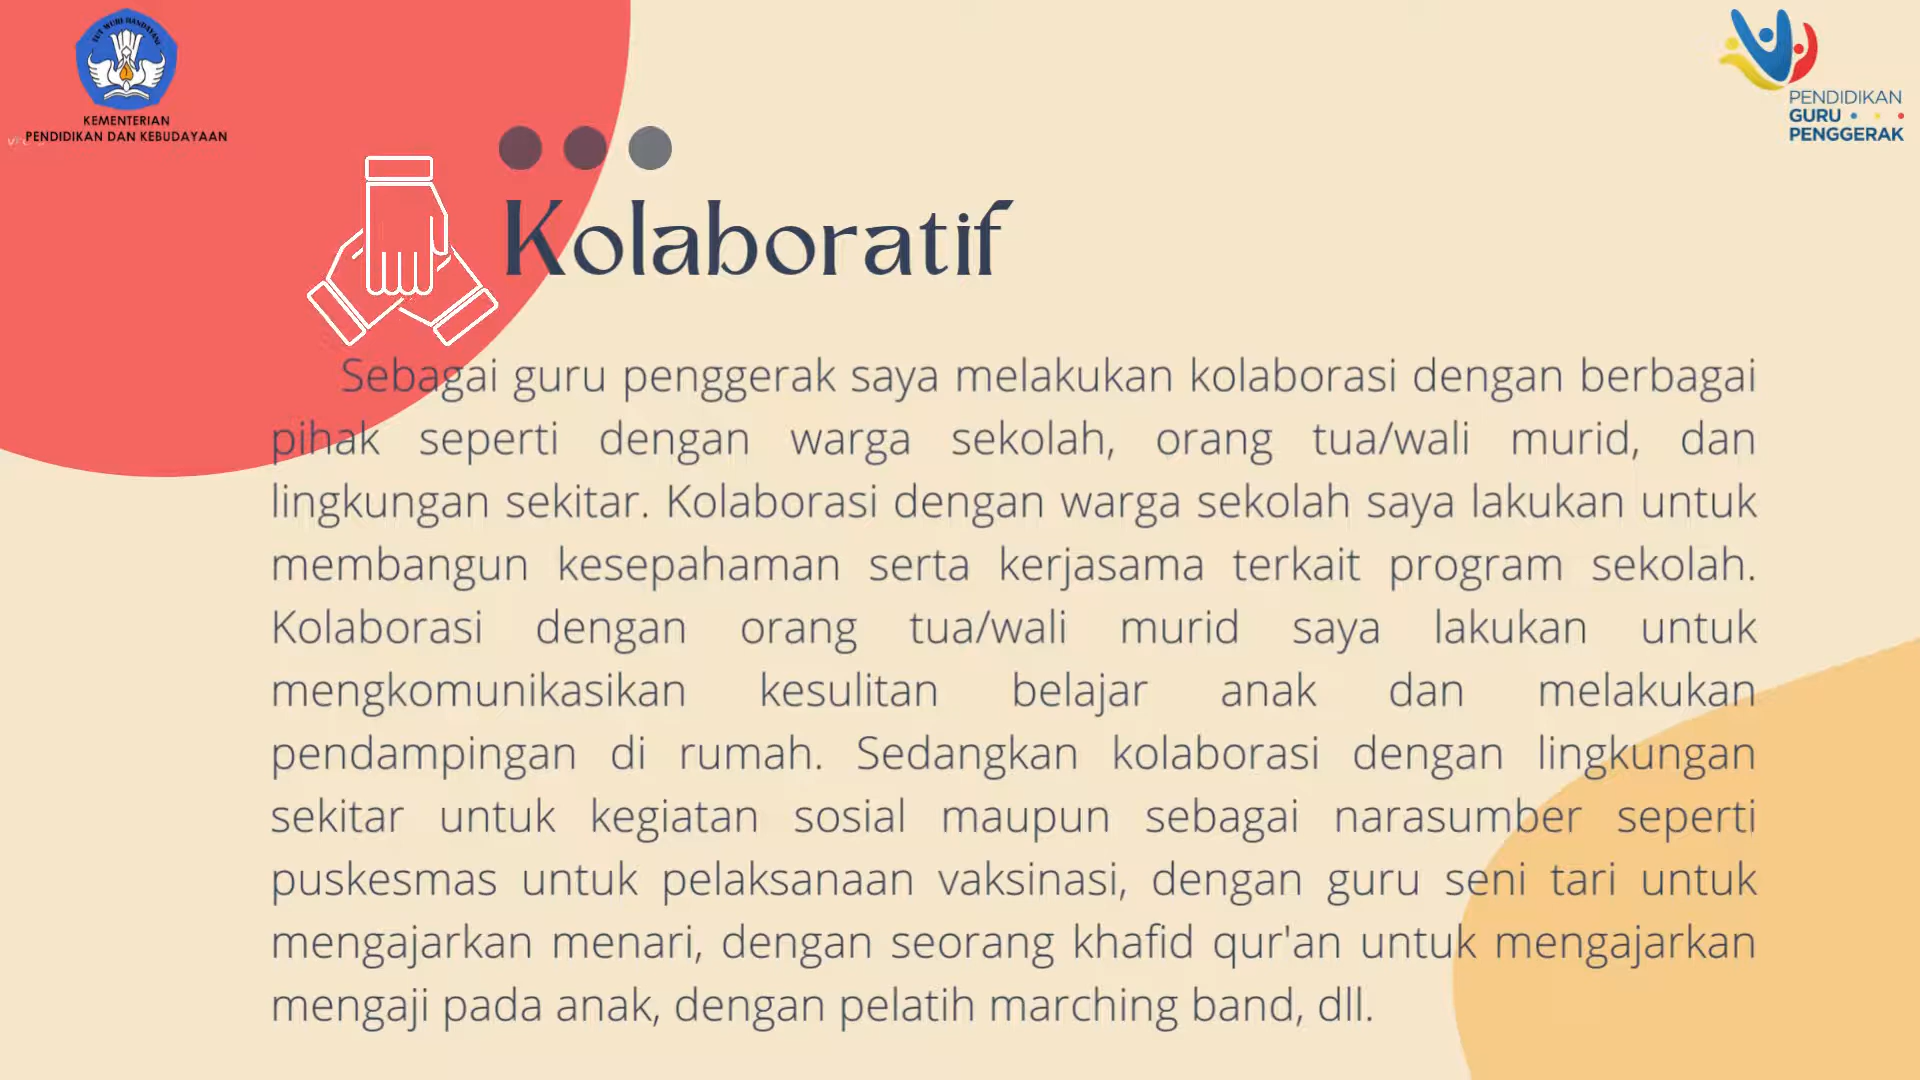 TUT WURI HANDAYANI
KEMENTERIAN
PENDIDIKAN DAN KEBUDAYAAN
PENDIDIKAN
GURU
PENGGERAK
Kolaboratif
Sebagai guru penggerak saya melakukan kolaborasi dengan berbagai
pihak seperti dengan warga sekolah, orang tua/wali murid, dan
lingkungan sekitar. Kolaborasi dengan warga sekolah saya lakukan untuk
membangun kesepahaman serta kerjasama terkait program sekolah.
Kolaborasi dengan orang tua/wali murid saya lakukan untuk
mengkomunikasikan kesulitan belajar anak dan melakukan
pendampingan di rumah. Sedangkan kolaborasi dengan lingkungan
sekitar untuk kegiatan sosial maupun sebagai narasumber seperti
puskesmas untuk pelaksanaan vaksinasi, dengan guru seni tari untuk
mengajarkan menari, dengan seorang khafid qur'an untuk mengajarkan
mengaji pada anak, dengan pelatih marching band, dll.